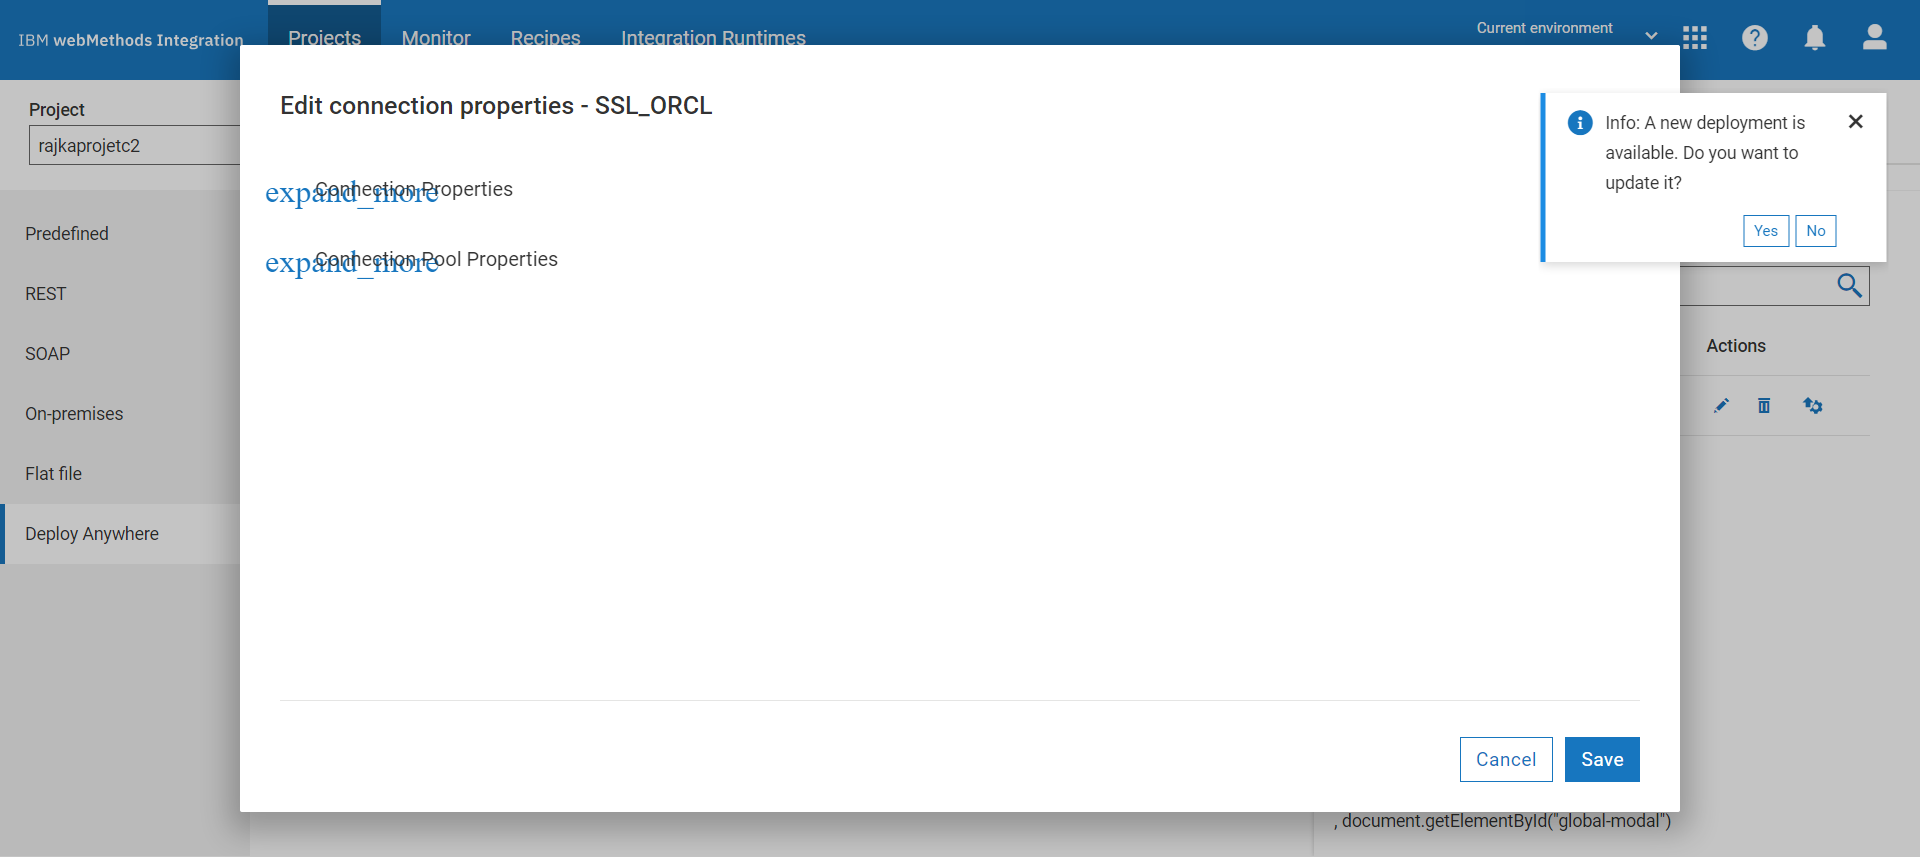 IBM webMethods Integration
Projects
Monitor
Recipes
Integration Runtimes
Current environment
Project
rajkaprojetc2
Predefined
REST
SOAP
On-premises
Flat file
Deploy Anywhere
Edit connection properties - SSL_ORCL
expand_more
Connection Properties
expand_more
Connection Pool Properties
Info: A new deployment is
available. Do you want to
update it?
Yes No
Actions
Cancel Save
, document.getElementById("global-modal")